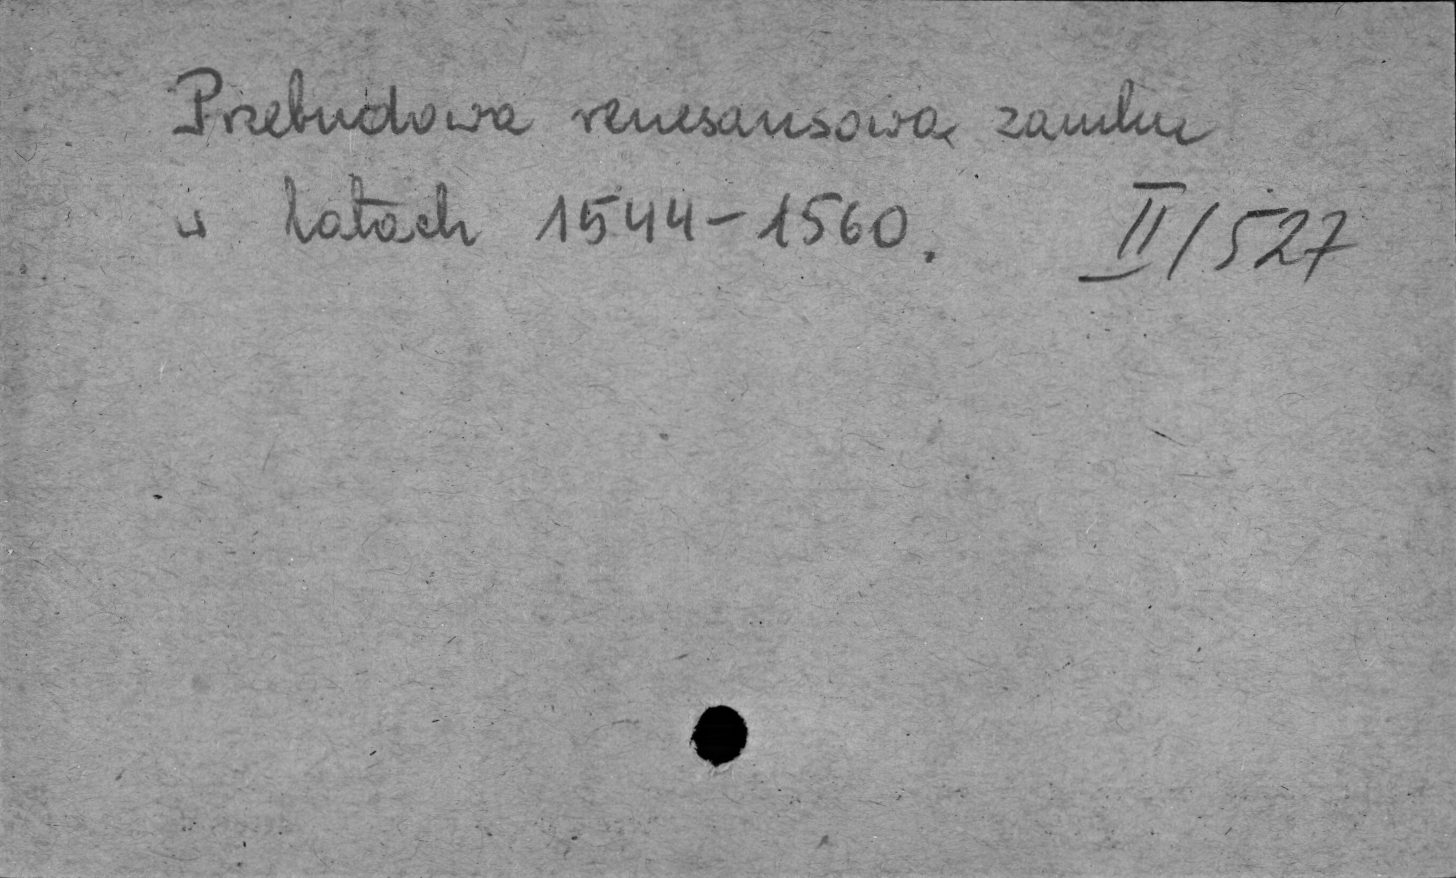 Przebudowa renesansowa zamku
w latach 1544-1560. II/527